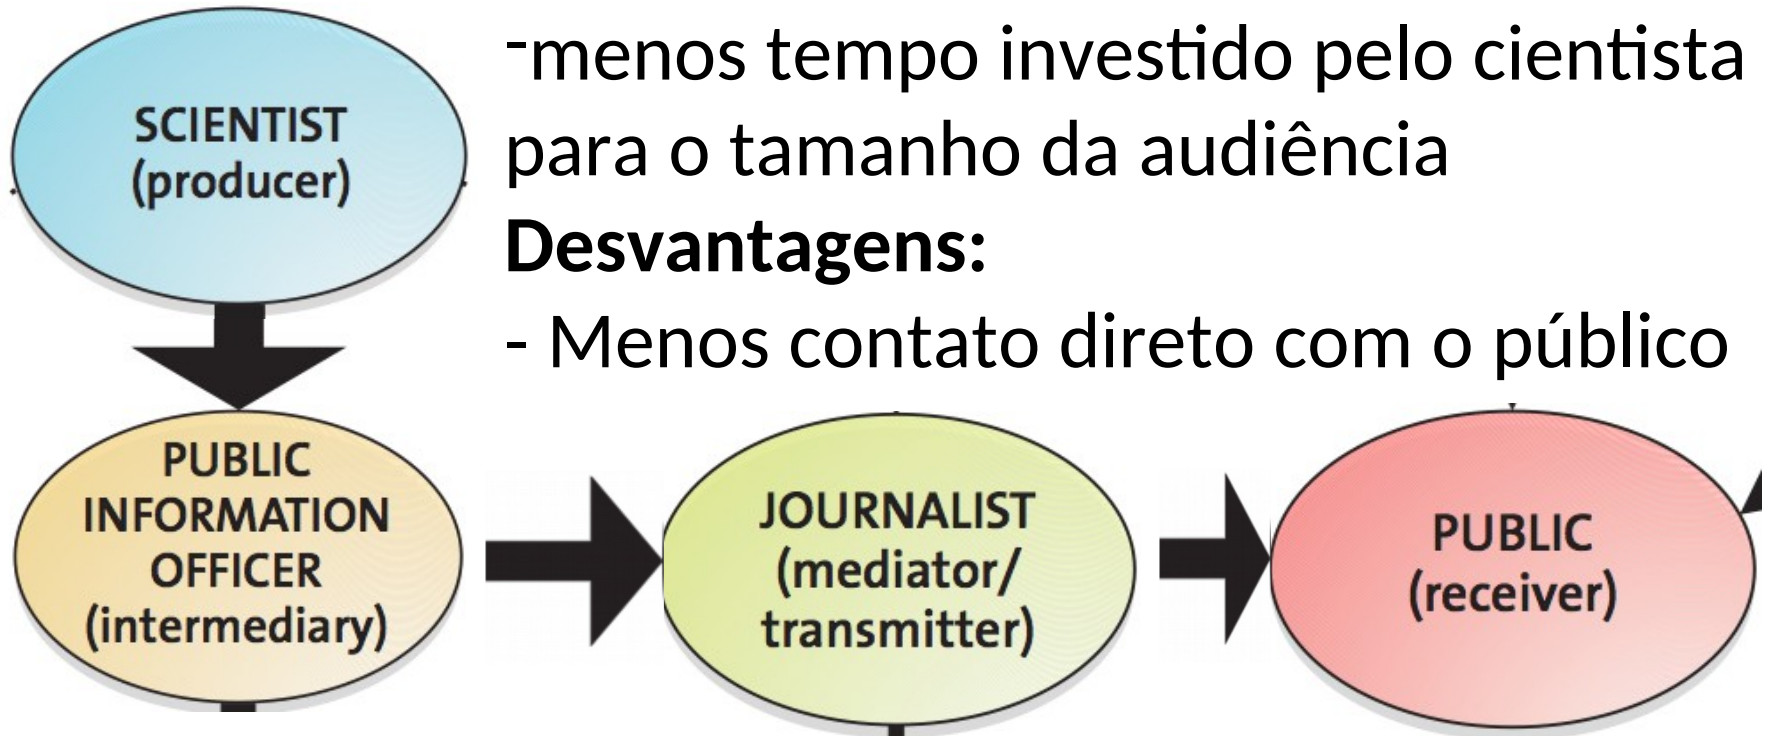 -menos tempo investido pelo cientista
para o tamanho da audiência
Desvantagens:
- Menos contato direto com o público
SCIENTIST
(producer)
PUBLIC
INFORMATION
OFFICER
(intermediary)
JOURNALIST
(mediator/
transmitter)
PUBLIC
(receiver)